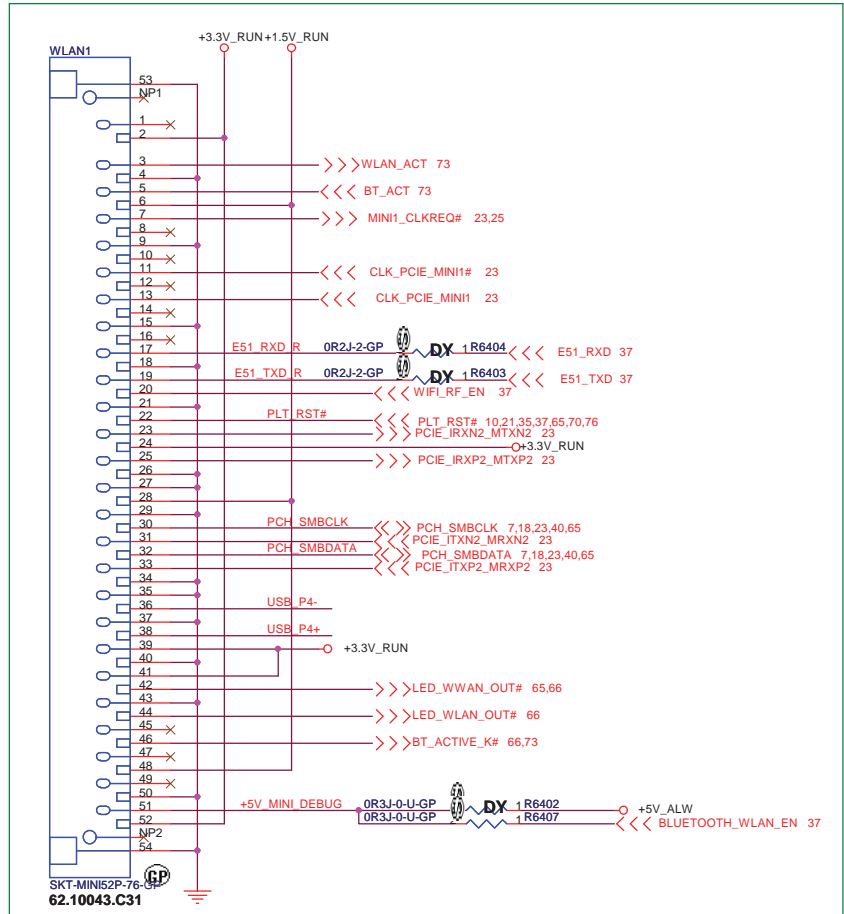 +3.3V_RUN +1.5V_RUN
WLAN1
53
NP1
1
2
3 WLAN_ACT 73
4
5 BT_ACT 73
6
7 MINI1_CLKREQ# 23,25
8
9
10
11 CLK_PCIE_MINI1# 23
12
13 CLK_PCIE_MINI1 23
14
15
16
17 E51_RXD_R 0R2J-2-GP DY 1 R6404 E51_RXD 37
18
19 E51_TXD_R 0R2J-2-GP DY 1 R6403 E51_TXD 37
20 WIFI_RF_EN 37
21
22 PLT_RST# PLT_RST# 10,21,35,37,65,70,76
23 PCIE_IRXN2_MTXN2 23
24 +3.3V_RUN
25 PCIE_IRXP2_MTXP2 23
26
27
28
29
30 PCH_SMBCLK PCH_SMBCLK 7,18,23,40,65
31 PCIE_ITXN2_MRXN2 23
32 PCH_SMBDATA PCH_SMBDATA 7,18,23,40,65
33 PCIE_ITXP2_MRXP2 23
34
35
36 USB_P4-
37
38 USB_P4+
39 +3.3V_RUN
40
41
42 LED_WWAN_OUT# 65,66
43
44 LED_WLAN_OUT# 66
45
46 BT_ACTIVE_K# 66,73
47
48
49
50
51 +5V_MINI_DEBUG 0R3J-0-U-GP DY 1 R6402 +5V_ALW
52 0R3J-0-U-GP 1 R6407 BLUETOOTH_WLAN_EN 37
NP2
54
GP
SKT-MINI52P-76-GP
62.10043.C31